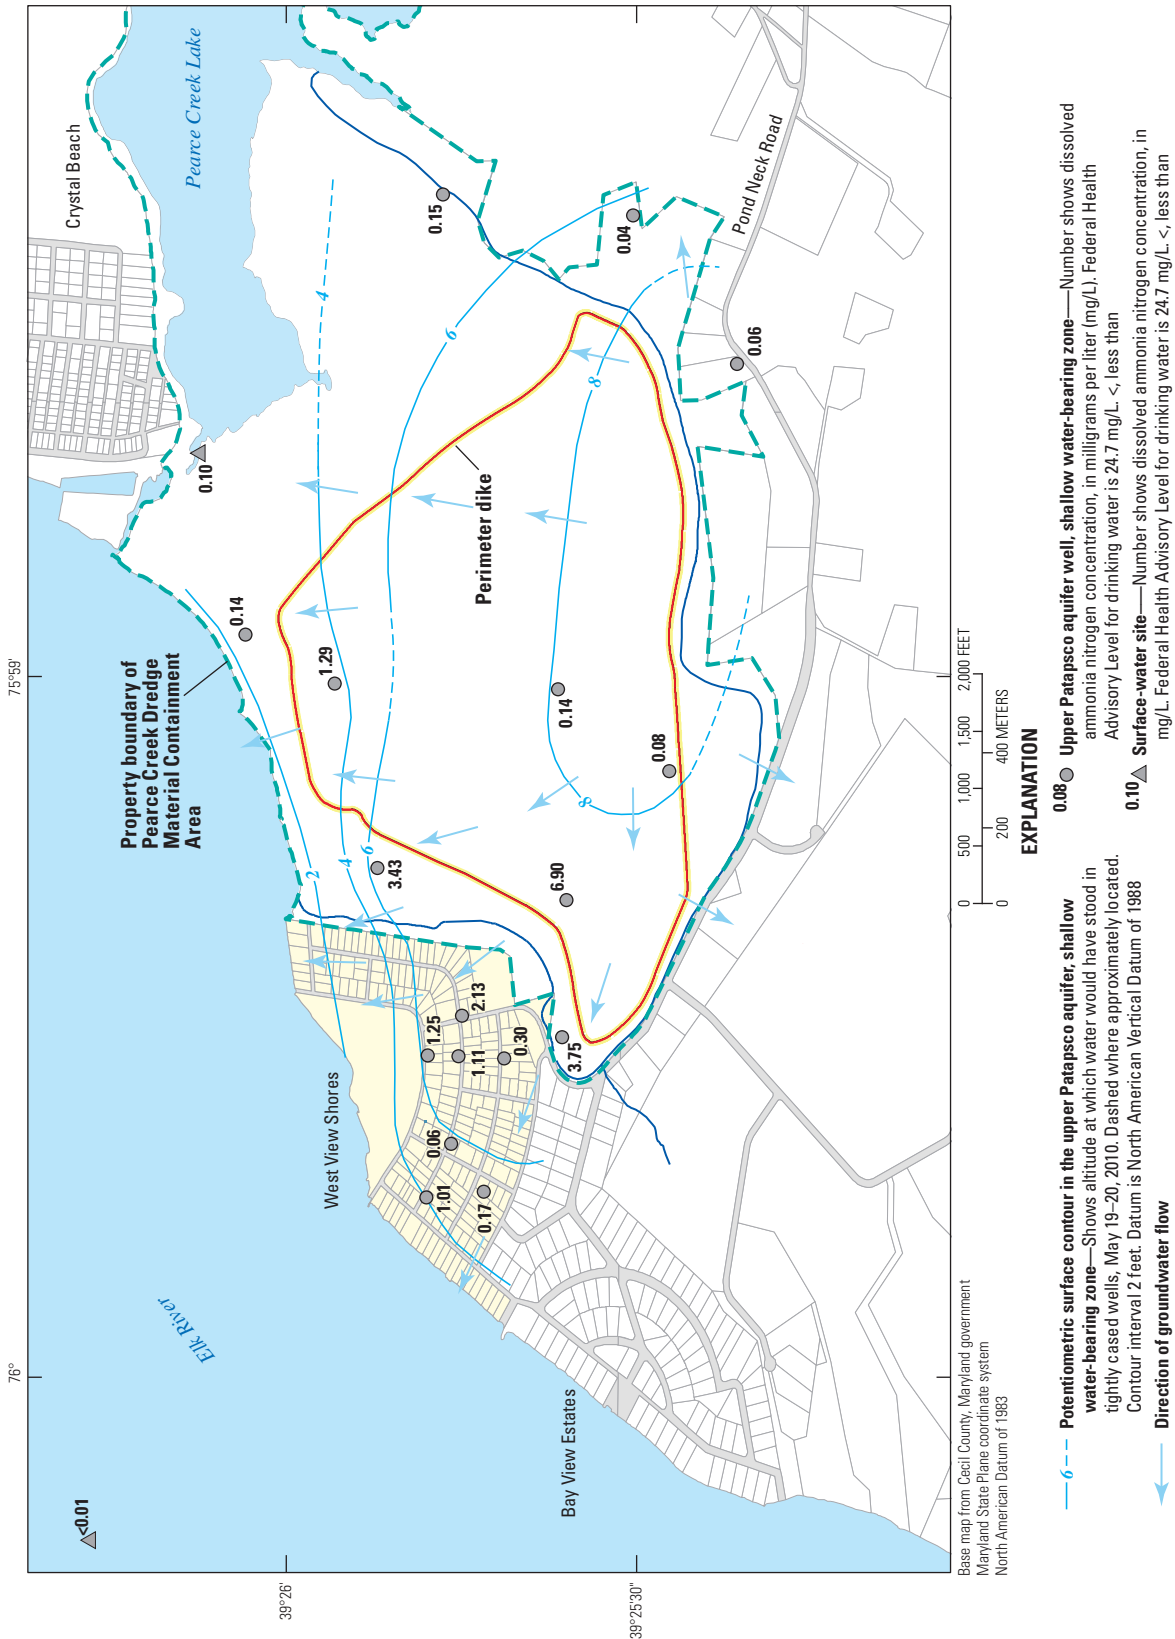 76°
75°59'
39°26'
39°25'30"
Crystal Beach
Pearce Creek Lake
Elk River
West View Shores
Bay View Estates
Pond Neck Road
Property boundary of
Pearce Creek Dredge
Material Containment
Area
Perimeter dike
<0.01
0.10
0.14
1.29
3.43
6.90
0.14
0.08
0.15
0.04
0.06
3.75
2.13
1.25
1.11
0.30
0.06
1.01
0.17
2
4
4
6
6
8
8
Base map from Cecil County, Maryland government
Maryland State Plane coordinate system
North American Datum of 1983
0 500 1,000 1,500 2,000 FEET
0 200 400 METERS
EXPLANATION
6 Potentiometric surface contour in the upper Patapsco aquifer, shallow
water-bearing zone—Shows altitude at which water would have stood in
tightly cased wells, May 19–20, 2010. Dashed where approximately located.
Contour interval 2 feet. Datum is North American Vertical Datum of 1988
Direction of groundwater flow
0.08 Upper Patapsco aquifer well, shallow water-bearing zone—Number shows dissolved
ammonia nitrogen concentration, in milligrams per liter (mg/L). Federal Health
Advisory Level for drinking water is 24.7 mg/L. <, less than
0.10 Surface-water site—Number shows dissolved ammonia nitrogen concentration, in
mg/L. Federal Health Advisory Level for drinking water is 24.7 mg/L. <, less than